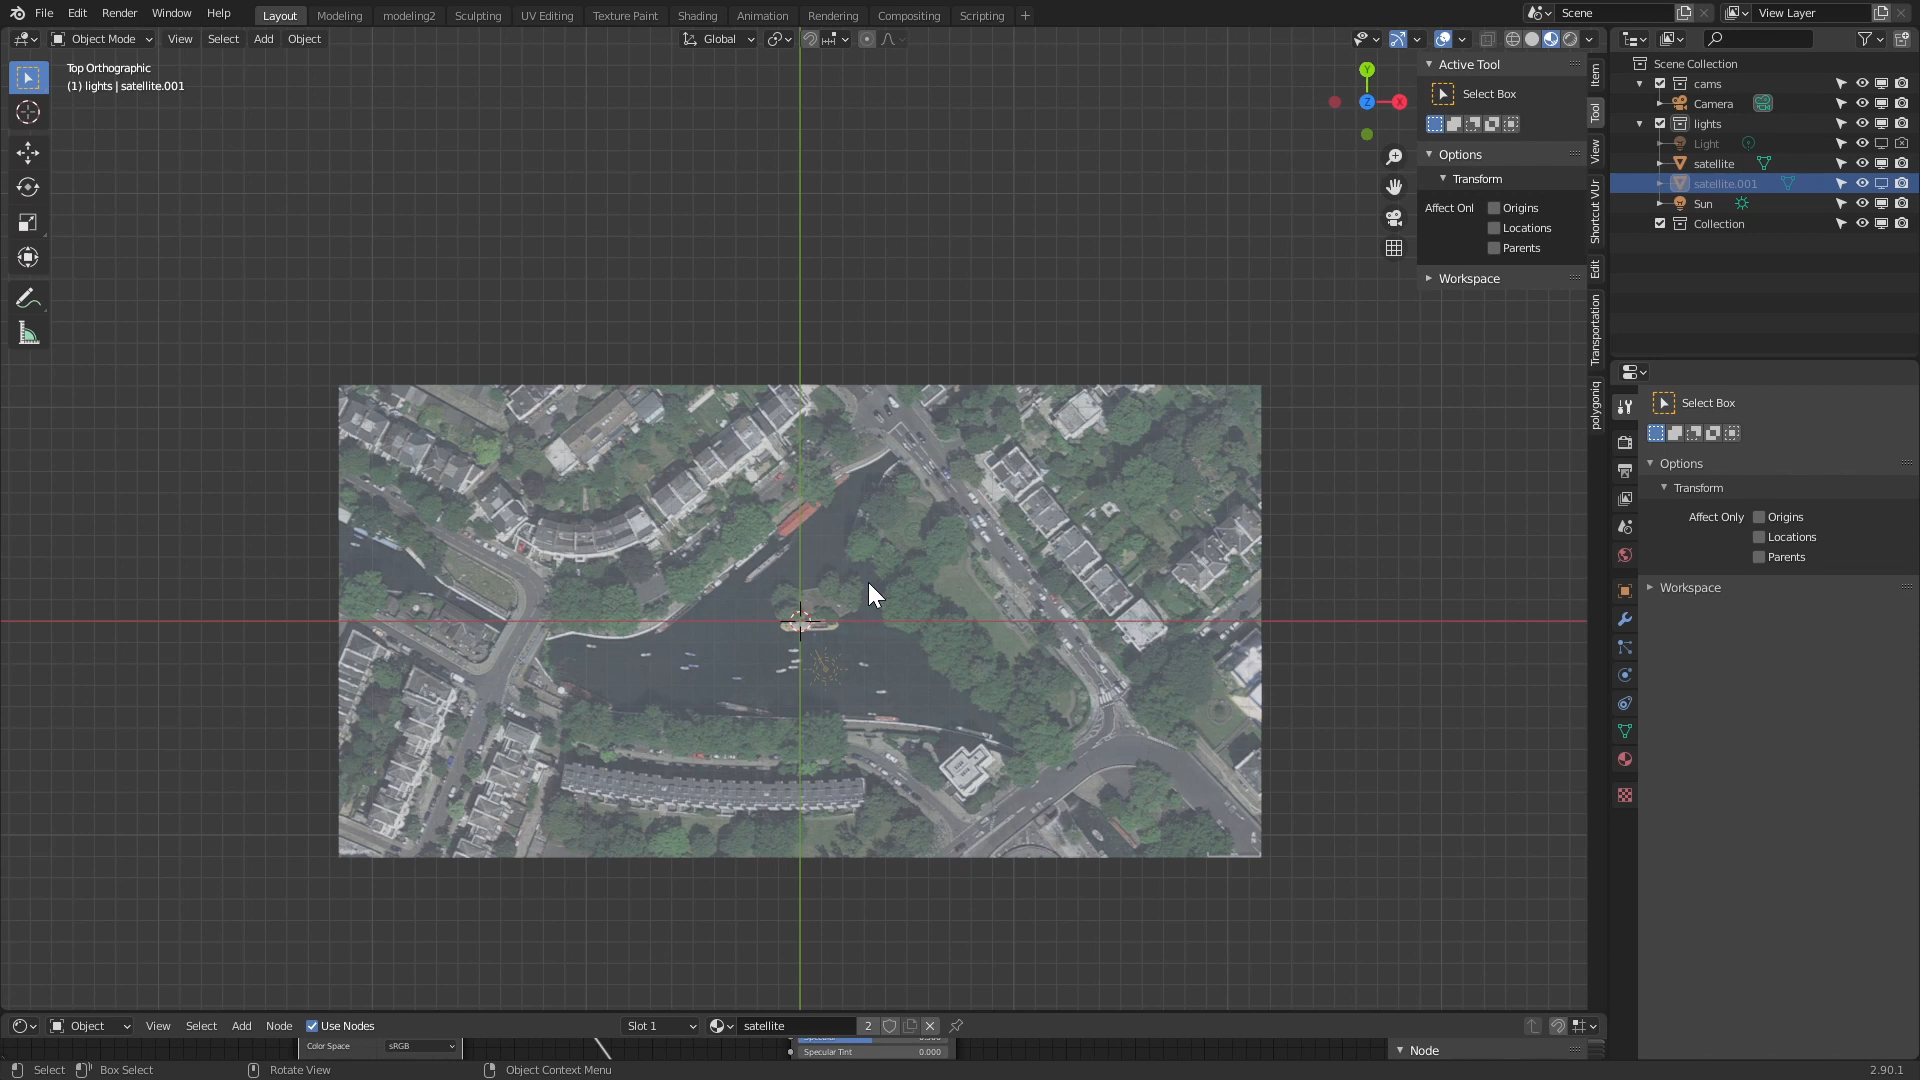 File Edit Render Window Help
Layout Modeling modeling2 Sculpting UV Editing Texture Paint Shading Animation Rendering Compositing Scripting +
Scene
View Layer
Object Mode View Select Add Object
Global
Top Orthographic
(1) lights | satellite.001
Y
Z
X
Active Tool
Select Box
Options
Transform
Affect Onl
Origins
Locations
Parents
Workspace
Item
Tool
View
Shortcut VUr
Edit
Transportation
polygoniq
Scene Collection
cams
Camera
lights
Light
satellite
satellite.001
Sun
Collection
Select Box
Options
Transform
Affect Only
Origins
Locations
Parents
Workspace
Object View Select Add Node Use Nodes
Slot 1
satellite 2
Color Space sRGB
Specular Tint 0.000
Node
Select Box Select Rotate View Object Context Menu
2.90.1